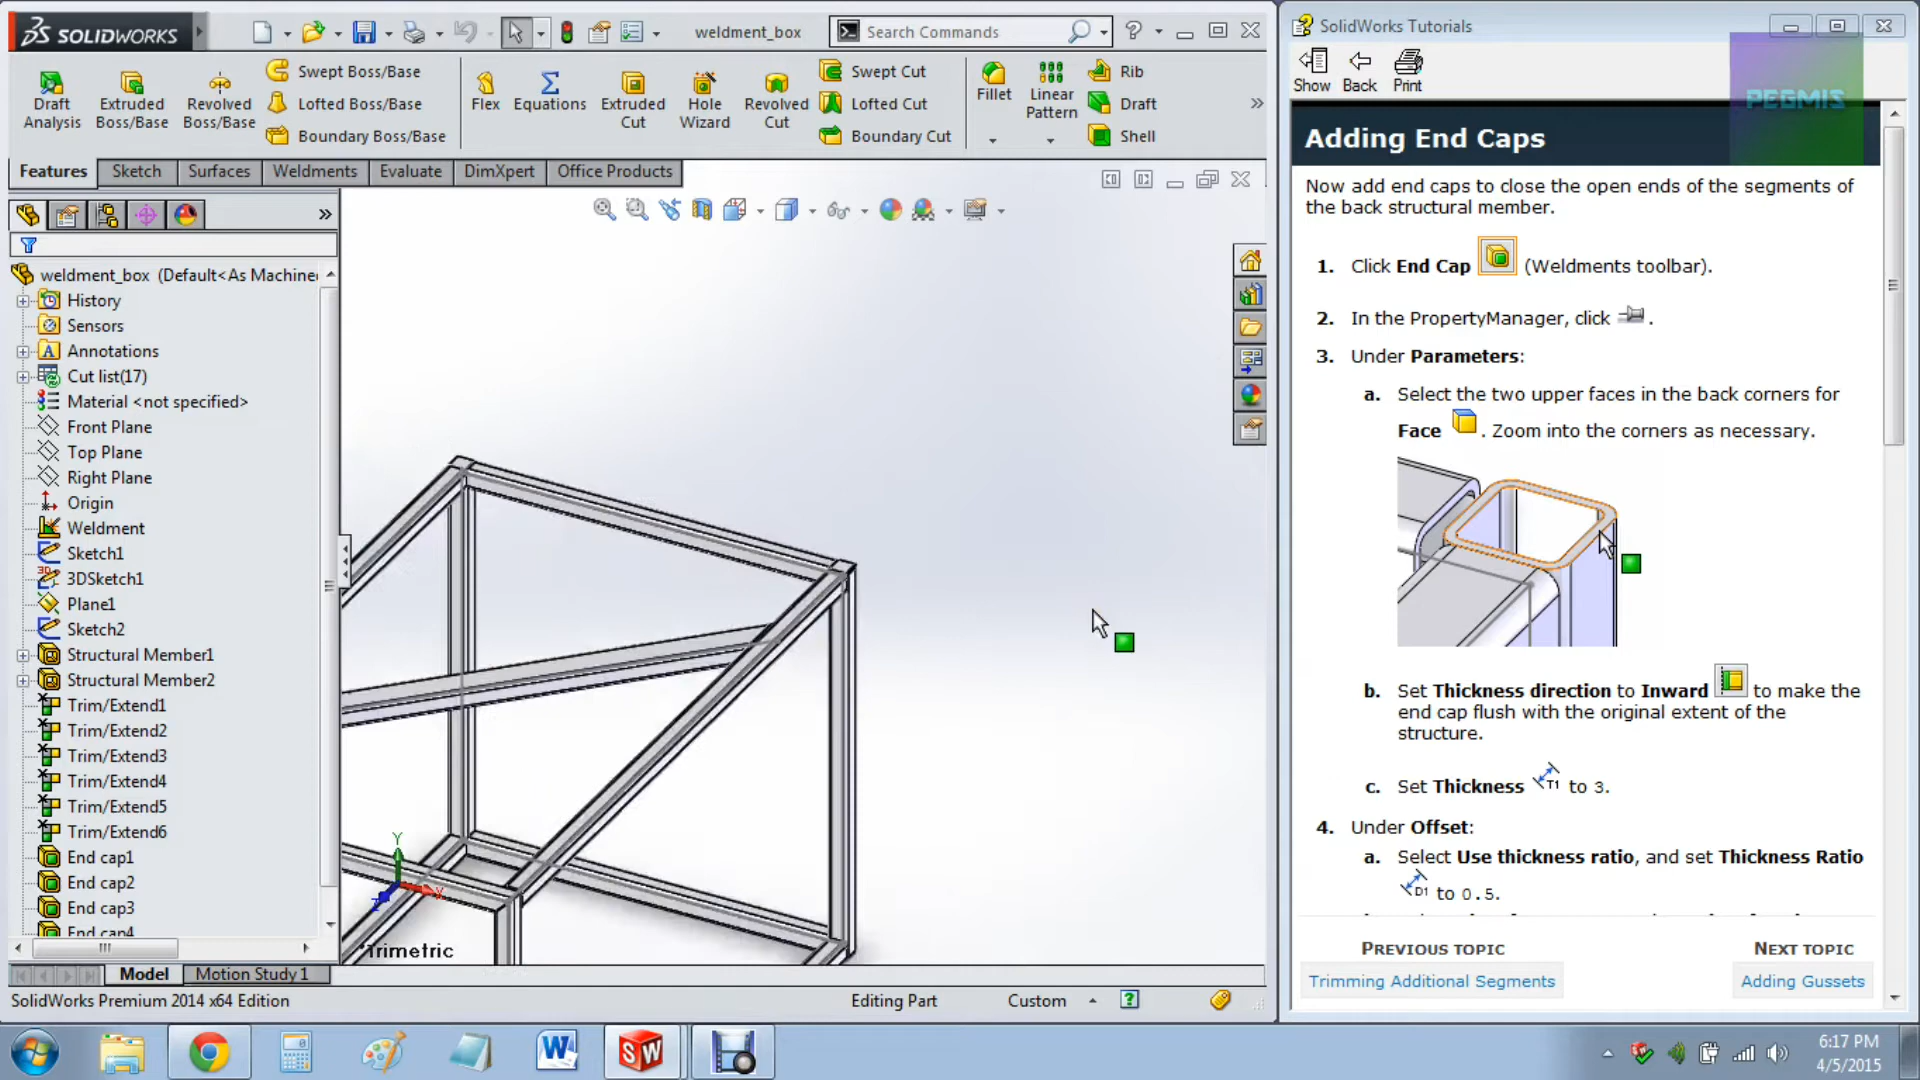 SOLIDWORKS
weldment_box
Search Commands
Draft Analysis
Extruded Boss/Base
Revolved Boss/Base
Swept Boss/Base
Lofted Boss/Base
Boundary Boss/Base
Flex
Equations
Extruded Cut
Hole Wizard
Revolved Cut
Swept Cut
Lofted Cut
Boundary Cut
Fillet
Linear Pattern
Rib
Draft
Shell
Features
Sketch
Surfaces
Weldments
Evaluate
DimXpert
Office Products
weldment_box (Default<As Machine
History
Sensors
Annotations
Cut list(17)
Material <not specified>
Front Plane
Top Plane
Right Plane
Origin
Weldment
Sketch1
3DSketch1
Plane1
Sketch2
Structural Member1
Structural Member2
Trim/Extend1
Trim/Extend2
Trim/Extend3
Trim/Extend4
Trim/Extend5
Trim/Extend6
End cap1
End cap2
End cap3
End cap4
Y
X
Z
*Trimetric
Model
Motion Study 1
SolidWorks Premium 2014 x64 Edition
Editing Part
Custom
SolidWorks Tutorials
Show
Back
Print
PEGMIS
Adding End Caps
Now add end caps to close the open ends of the segments of
the back structural member.
1. Click End Cap (Weldments toolbar).
2. In the PropertyManager, click .
3. Under Parameters:
a. Select the two upper faces in the back corners for
Face . Zoom into the corners as necessary.
b. Set Thickness direction to Inward to make the
end cap flush with the original extent of the
structure.
c. Set Thickness T1 to 3.
4. Under Offset:
a. Select Use thickness ratio, and set Thickness Ratio
D1 to 0.5.
PREVIOUS TOPIC
NEXT TOPIC
Trimming Additional Segments
Adding Gussets
6:17 PM
4/5/2015